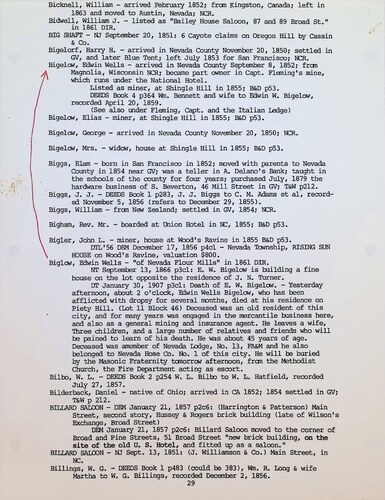 Bicknell, William - arrived February 1852; from Kingston, Canada; left in
1863 to moved to Austin, Nevada; NCR.
Bidwell, William J. - listed as "Bailey House Saloon, 87 and 89 Broad St."
in 1861 DIR.
BIG SHAFT - NJ September 20, 1851: 6 Cayote claims on Oregon Hill by Cassin
& Co.
Bigelorf, Harry H. - arrived in Nevada County November 20, 1850; settled in
GV, and later Blue Tent; left July 1853 for San Francisco; NCR.
Bigelow, Edwin Wells - arrived in Nevada County September 8, 1852; from
Magnolia, Wisconsin NCR; became part owner in Capt. Fleming's mine,
which runs under the National Hotel.
Listed as miner, at Shingle Hill in 1855; B&D p53.
DEEDS Book 4 p364 Wm. Bennett and wife to Edwin W. Bigelow,
recorded April 20, 1859.
(See also under Fleming, Capt. and the Italian Ledge)
Bigelow, Elias - miner, at Shingle Hill in 1855; B&D p53.
Bigelow, George - arrived in Nevada County November 20, 1850; NCR.
Bigelow, Mrs. - widow, house at Shingle Hill in 1855; B&D p53.
Biggs, Elam - born in San Francisco in 1852; moved with parents to Nevada
County in 1854 near GV; was a teller in A. Delano's Bank; taught in
the schools of the county for four years; purchased July, 1879 the
hardware business of S. Beverton, 46 Mill Street in GV; T&W p212.
Biggs, J. J. - DEEDS Book 1 p283, J. J. Biggs to C. M. Adams et al, record-
ed November 5, 1856 (refers to December 29, 1855).
Biggs, William - from New Zealand; settled in GV, 1854; NCR.
Bigham, Rev. Mr. - boarded at Union Hotel in NC, 1855; B&D p53.
Bigler, John L. - miner, house at Wood's Ravine in 1855 B&D p53.
DTL'56 DEM December 17, 1856 p4c1 - Nevada Township, RISING SUN
HOUSE on Wood's Ravine, valuation $800.
Biglow, Edwin Wells - "of Nevada Flour Mills" in 1861 DIR.
NT September 13, 1866 p3c1: E. W. Bigelow is building a fine
house on the lot opposite the residence of J. N. Turner.
DT January 30, 1907 p3c1: Death of E. W. Bigelow. - Yesterday
afternoon, about 2 o'clock, Edwin Wells Bigelow, who has been
afflicted with dropsy for several months, died at his residence on
Piety Hill. (Lot 11 Block 46) Deceased was an old resident of this
city, and for many years was engaged in the mercantile business here,
and also as a general mining and insurance agent. He leaves a wife,
Three children, and a large number of relatives and friends who will
be pained to learn of his death. He was about 45 years of age.
Deceased was amember of Nevada Lodge, No. 13, FA&M and he also
belonged to Nevada Hose Co. No. 1 of this city. He will be buried
by the Masonic Fraternity tomorrow afternoon, from the Methodist
Church, the Fire Department acting as escort.
Bilbo, W. L. - DEEDS Book 2 p254 W. L. Bilbo to W. L. Hatfield, recorded
July 27, 1857.
Bilderback, Daniel - native of Ohio; arrived in CA 1852; 1854 settled in GV;
T&W p 212.
BILLARD SALOON - DEM January 21, 1857 p2c6: (Harrington & Patterson) Main
Street, second story, Hussey & Rogers brick building (late of Wilson's
Exchange, Broad Street)
DEM January 21, 1857 p2c6: Billard Saloon moved to the corner of
Broad and Pine Streets, 51 Broad Street "new brick building, on the
site of the old U. S. Hotel, and fitted up as a saloon."
BILLARD SALOON - NJ Sept. 13, 1851: (J. Williamson & Co.) Main Street, in
NC.
Billings, W. G. - DEEDS Book 1 p483 (could be 383), Wm. R. Long & wife
Martha to W. G. Billings, recorded December 2, 1856.
29